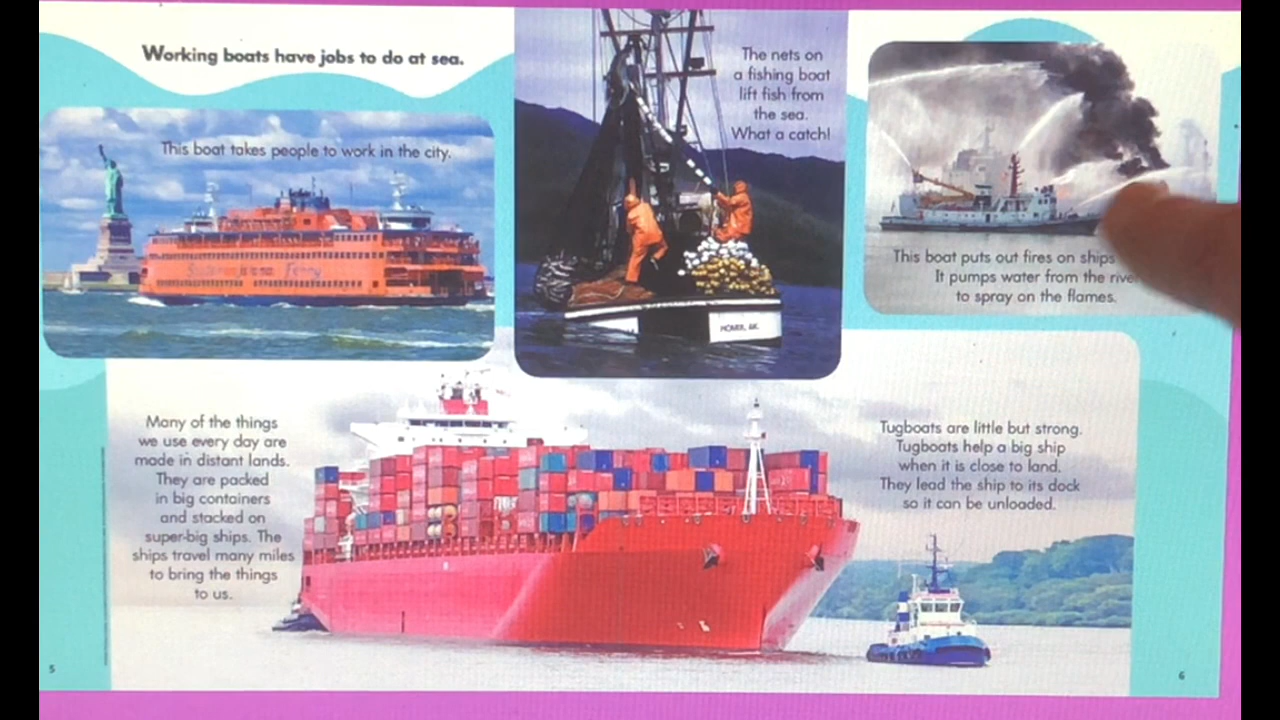 Working boats have jobs to do at sea.
This boat takes people to work in the city.
Ferry
The nets on
a fishing boat
lift fish from
the sea.
What a catch!
HOMER, AK.
This boat puts out fires on ships
It pumps water from the
to spray on the flames.
Many of the things
we use every day are
made in distant lands.
They are packed
in big containers
and stacked on
super-big ships. The
ships travel many miles
to bring the things
to us.
Tugboats are little but strong.
Tugboats help a big ship
when it is close to land.
They lead the ship to its dock
so it can be unloaded.
5
6